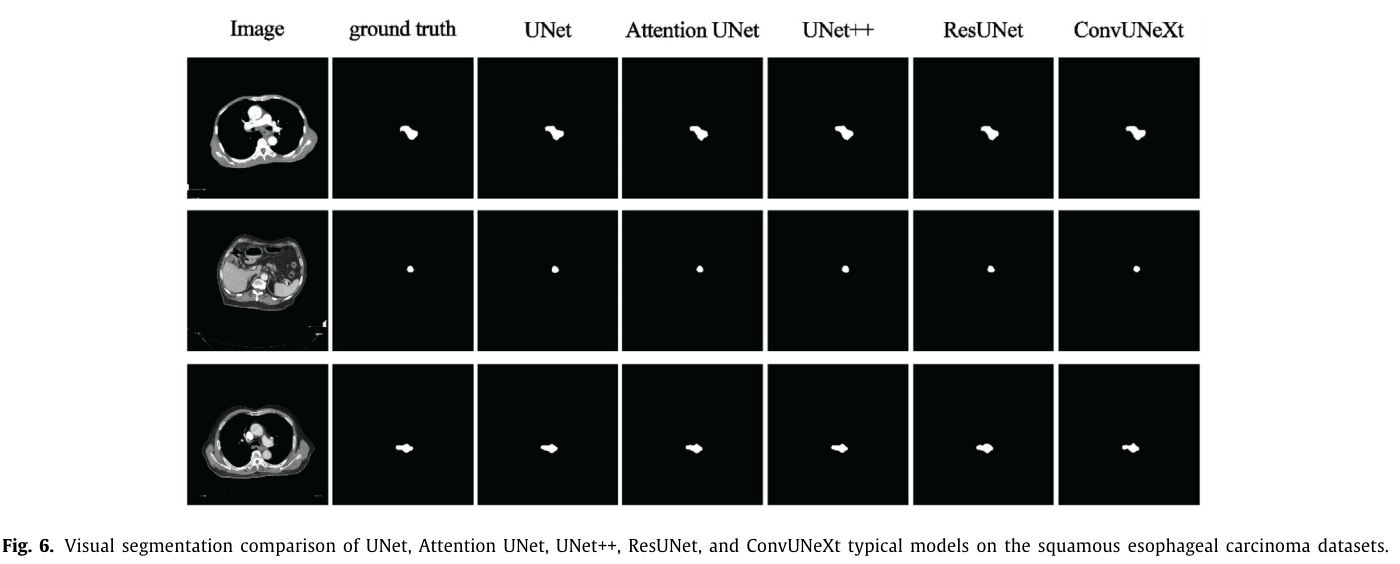 Image ground truth UNet Attention UNet UNet++ ResUNet ConvUNeXt
Fig. 6. Visual segmentation comparison of UNet, Attention UNet, UNet++, ResUNet, and ConvUNeXt typical models on the squamous esophageal carcinoma datasets.